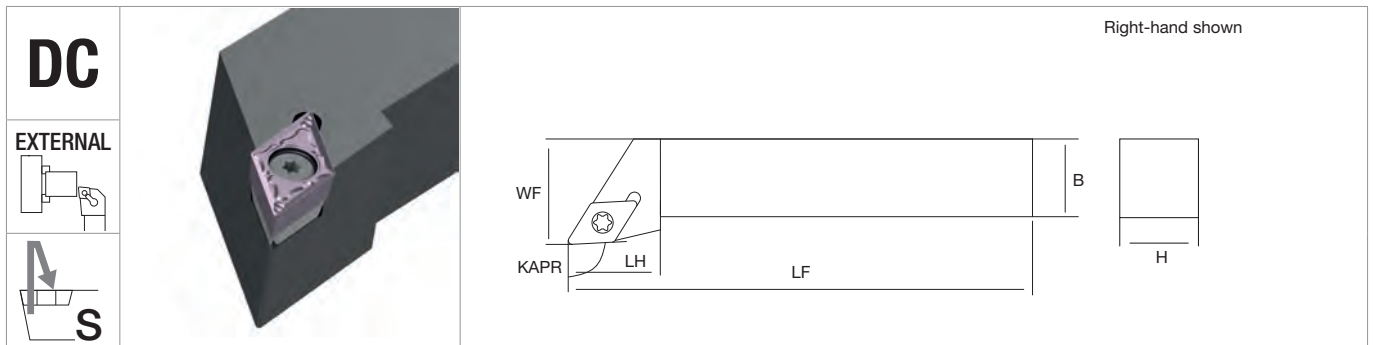 DC
EXTERNAL
S
Right-hand shown
WF
B
KAPR
LH
LF
H